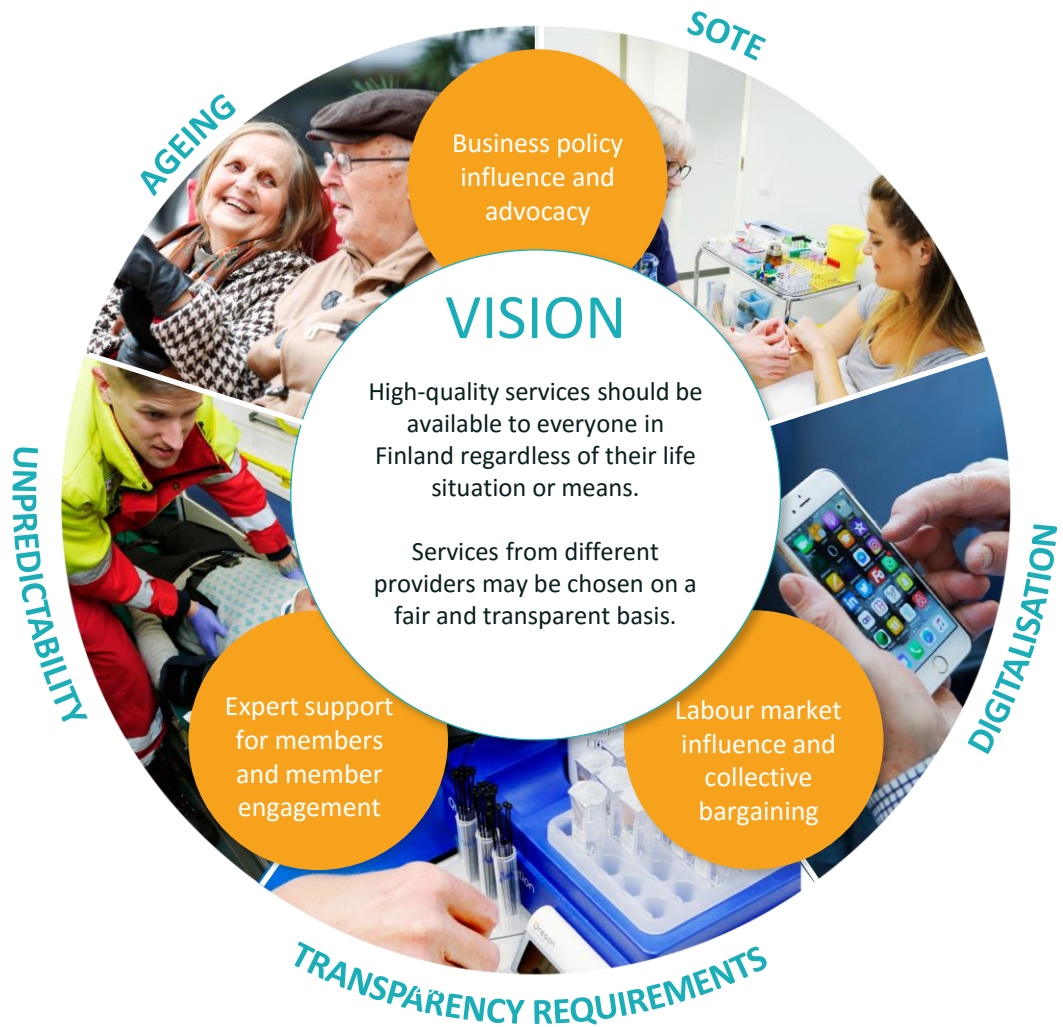 SOTE
AGEING
Business policy
influence and
advocacy
VISION
High-quality services should be
available to everyone in
Finland regardless of their life
situation or means.
Services from different
providers may be chosen on a
fair and transparent basis.
UNPREDICTABILITY
DIGITALISATION
Expert support
for members
and member
engagement
Labour market
influence and
collective
bargaining
TRANSPARENCY REQUIREMENTS